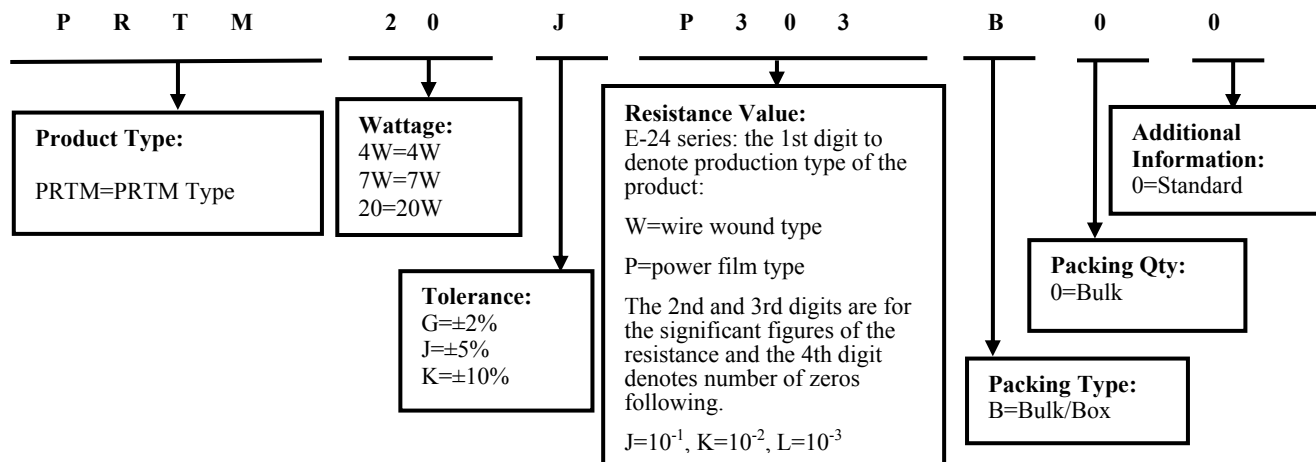 P R T M 2 0 J P 3 0 3 B 0 0
Product Type:
PRTM=PRTM Type
Wattage:
4W=4W
7W=7W
20=20W
Tolerance:
G=±2%
J=±5%
K=±10%
Resistance Value:
E-24 series: the 1st digit to
denote production type of the
product:
W=wire wound type
P=power film type
The 2nd and 3rd digits are for
the significant figures of the
resistance and the 4th digit
denotes number of zeros
following.
J=10⁻¹, K=10⁻², L=10⁻³
Packing Type:
B=Bulk/Box
Packing Qty:
0=Bulk
Additional
Information:
0=Standard